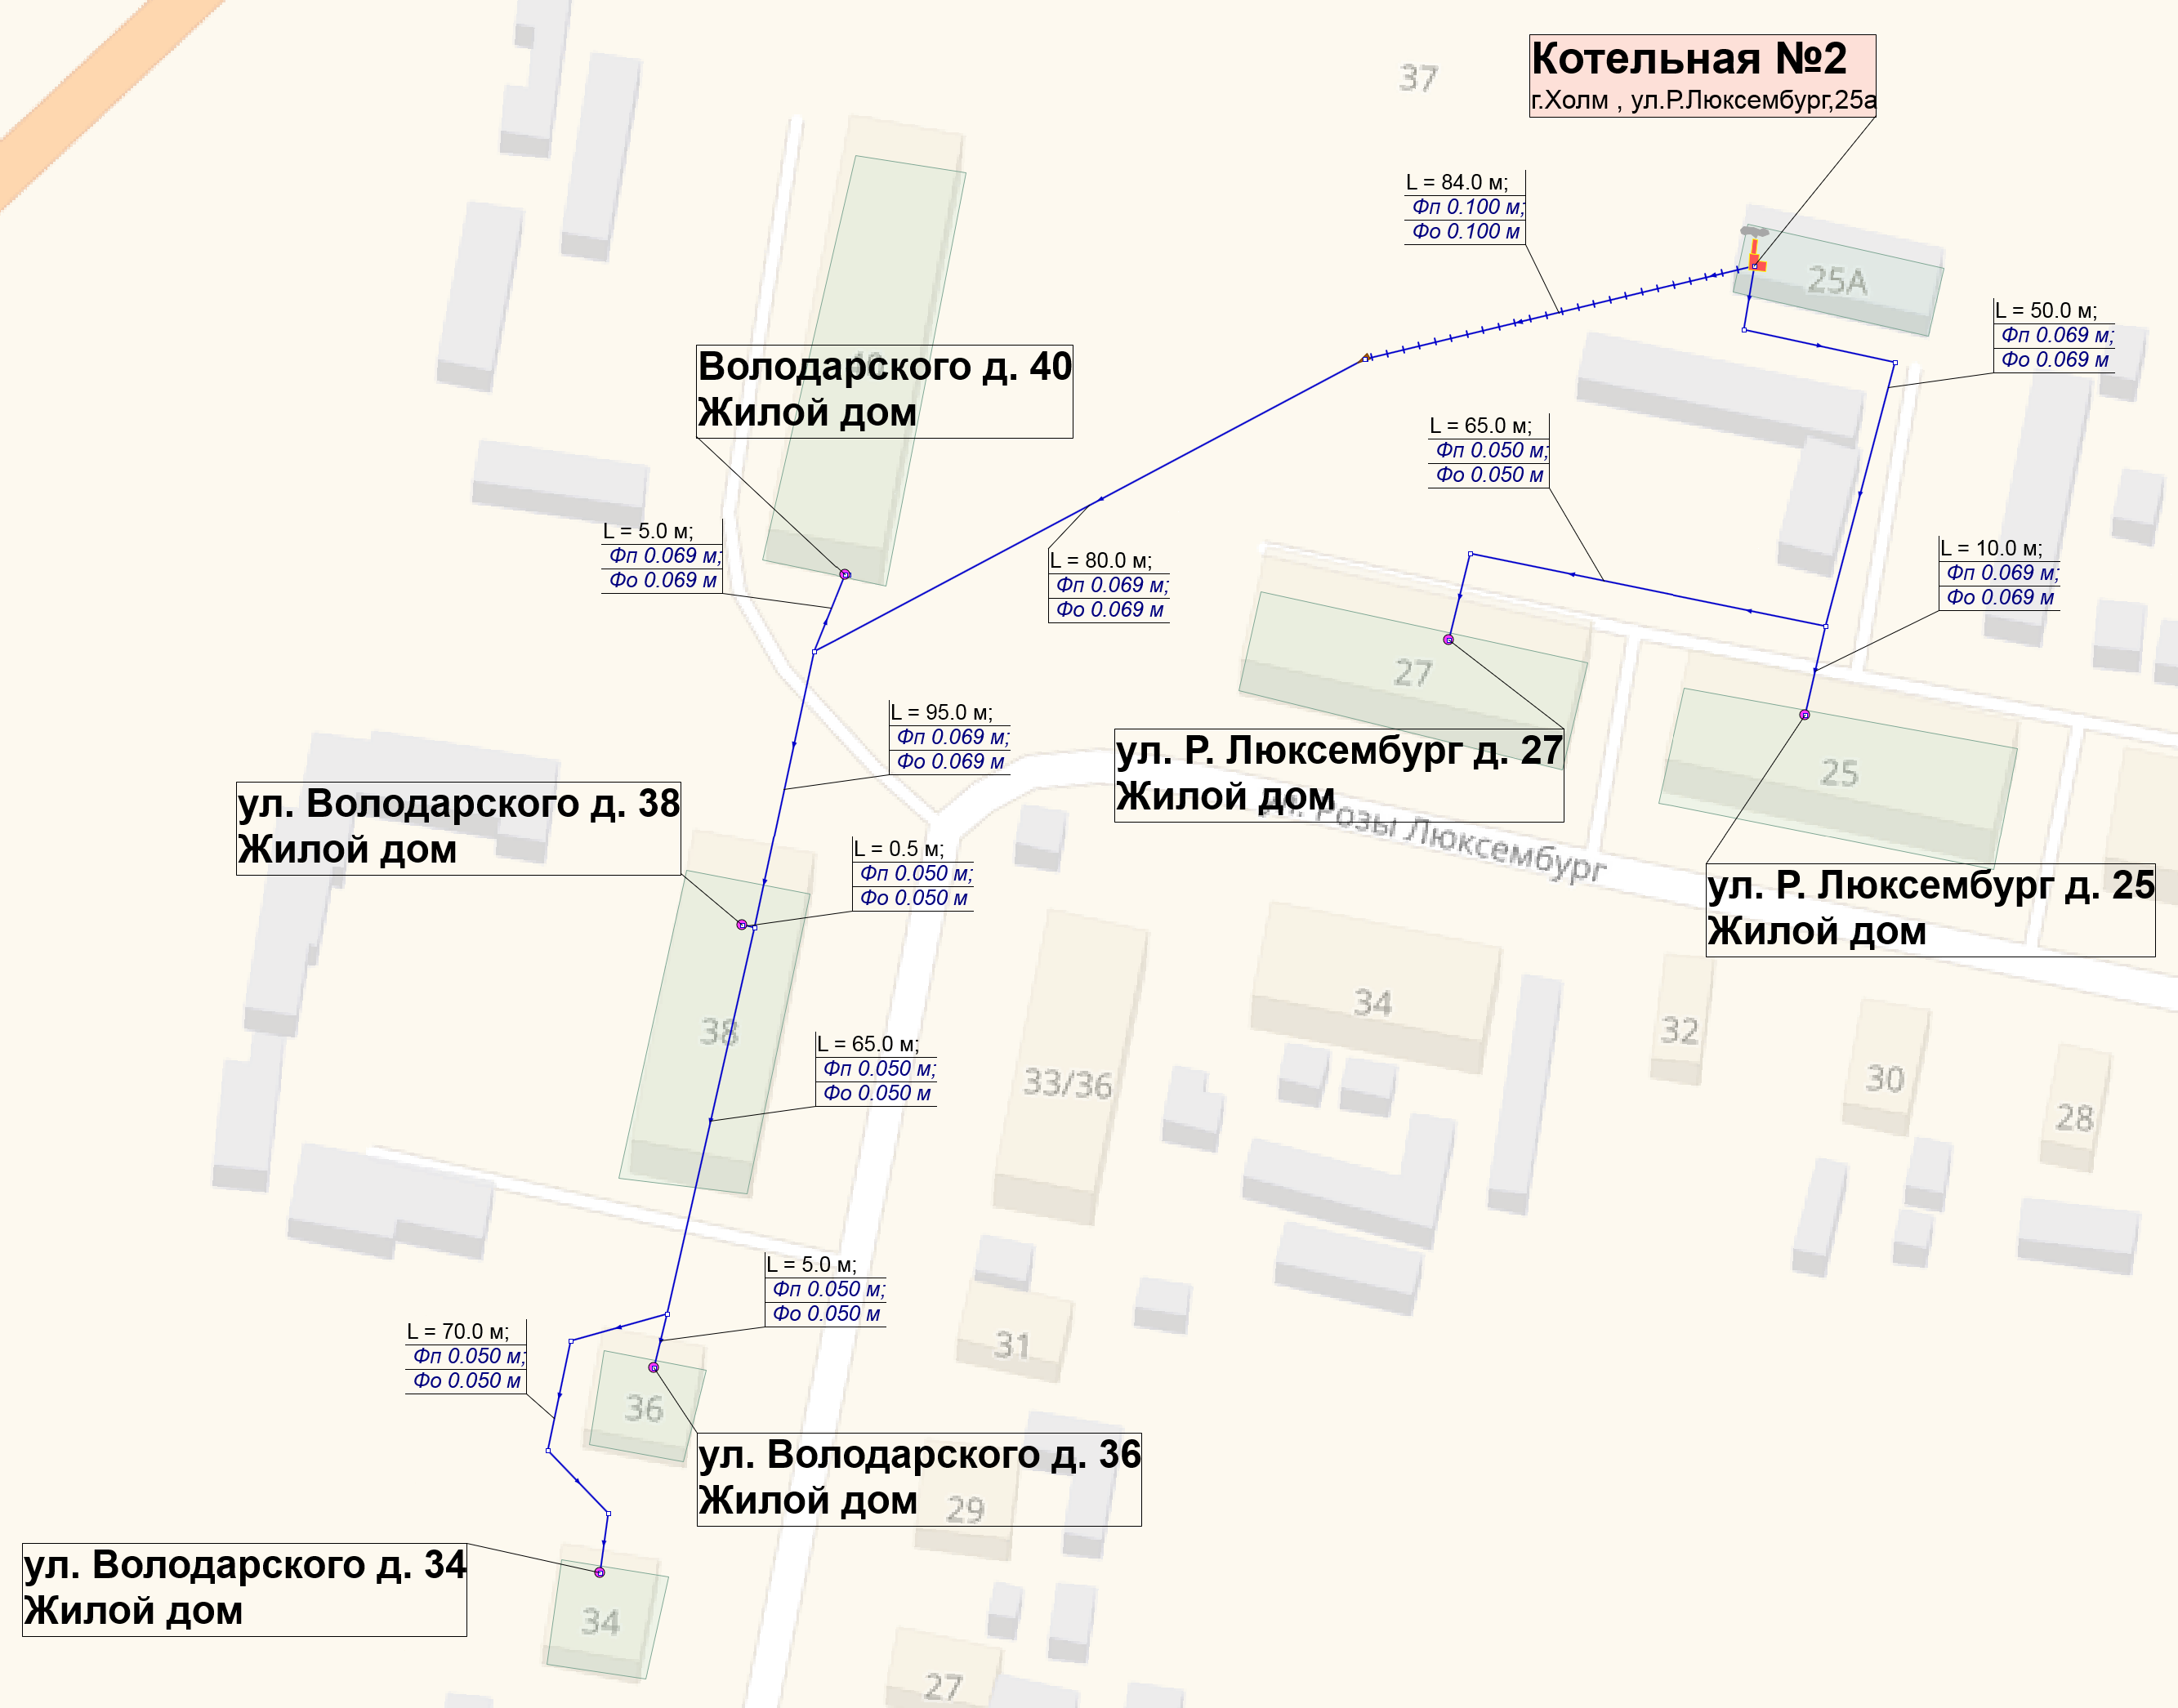 Котельная №2
г.Холм , ул.Р.Люксембург,25а
37
L = 84.0 м;
Фп 0.100 м;
Фо 0.100 м
25А
L = 50.0 м;
Фп 0.069 м;
Фо 0.069 м
Володарского д. 40
Жилой дом
L = 65.0 м;
Фп 0.050 м;
Фо 0.050 м
L = 5.0 м;
Фп 0.069 м;
Фо 0.069 м
L = 80.0 м;
Фп 0.069 м;
Фо 0.069 м
L = 10.0 м;
Фп 0.069 м;
Фо 0.069 м
27
L = 95.0 м;
Фп 0.069 м;
Фо 0.069 м
ул. Р. Люксембург д. 27
Жилой дом
25
ул. Володарского д. 38
Жилой дом
ул. Розы Люксембург
L = 0.5 м;
Фп 0.050 м;
Фо 0.050 м
ул. Р. Люксембург д. 25
Жилой дом
38
34
32
33/36
30
28
L = 65.0 м;
Фп 0.050 м;
Фо 0.050 м
L = 5.0 м;
Фп 0.050 м;
Фо 0.050 м
31
L = 70.0 м;
Фп 0.050 м;
Фо 0.050 м
36
ул. Володарского д. 36
Жилой дом
29
ул. Володарского д. 34
Жилой дом
34
27